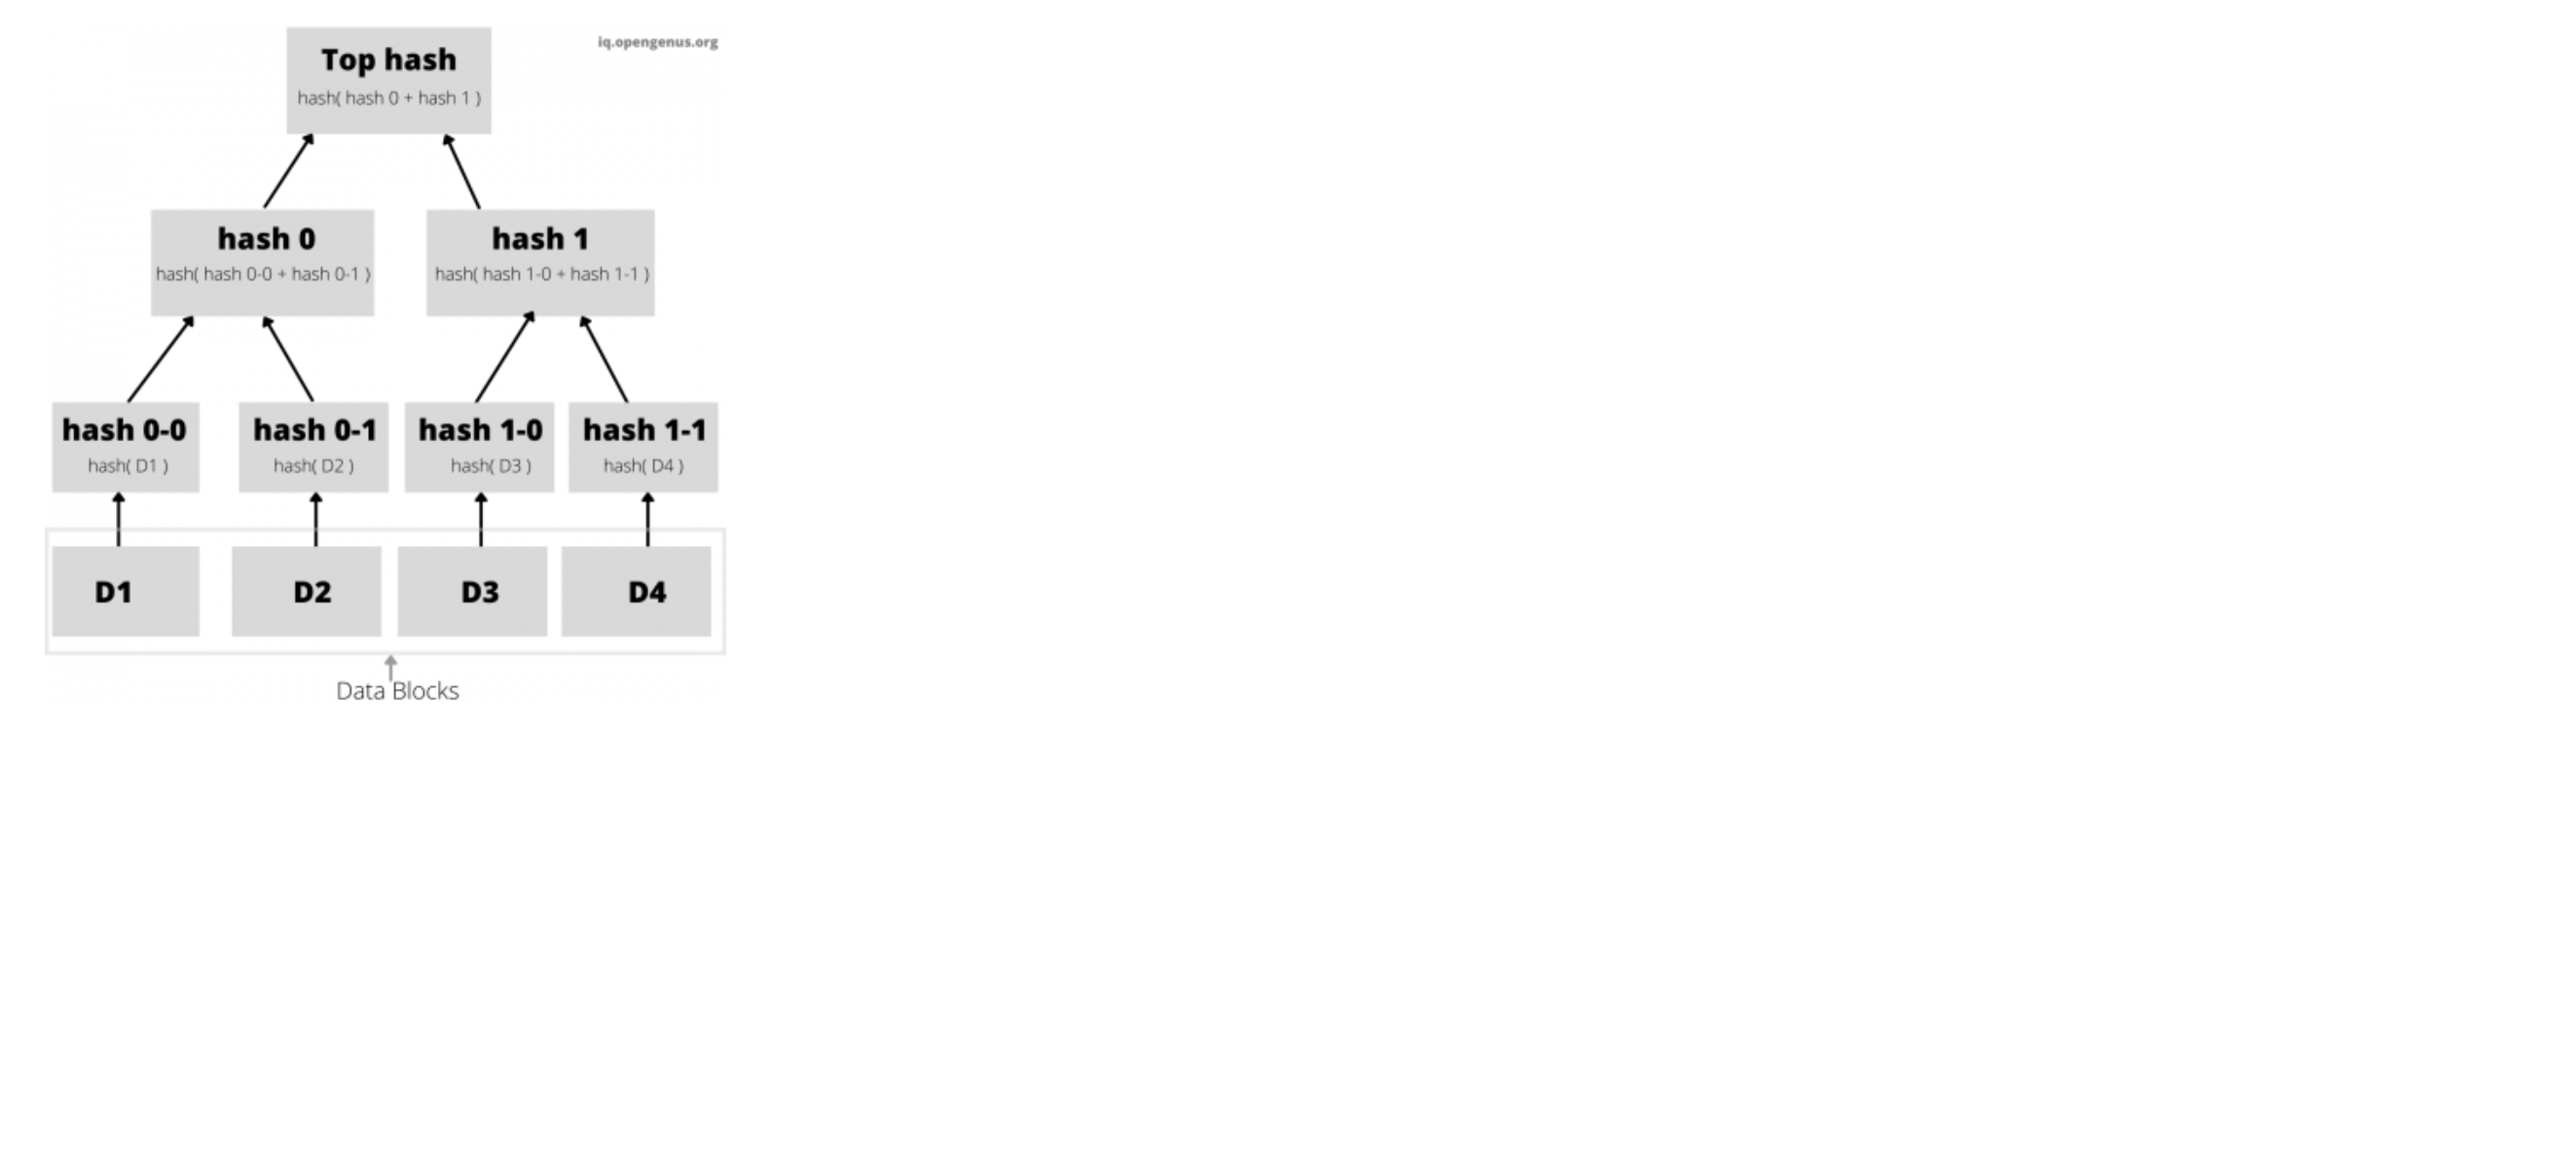 iq.opengenus.org
Top hash
hash( hash 0 + hash 1 )
hash 0
hash( hash 0-0 + hash 0-1 )
hash 1
hash( hash 1-0 + hash 1-1 )
hash 0-0
hash( D1 )
hash 0-1
hash( D2 )
hash 1-0
hash( D3 )
hash 1-1
hash( D4 )
D1
D2
D3
D4
Data Blocks